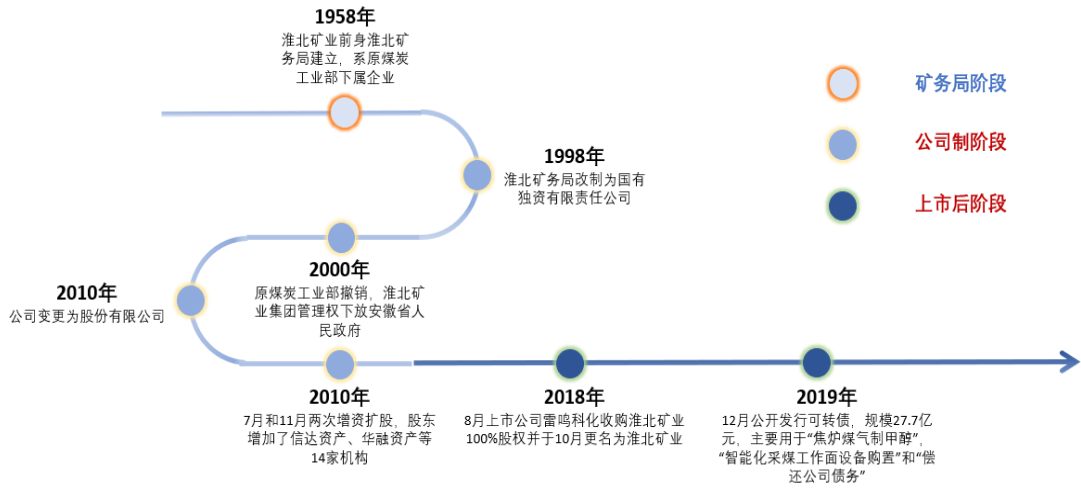 1958年
淮北矿业前身淮北矿
务局建立，系原煤炭
工业部下属企业
矿务局阶段
公司制阶段
上市后阶段
1998年
淮北矿务局改制为国有
独资有限责任公司
2000年
原煤炭工业部撤销，淮北矿
业集团管理权下放安徽省人
民政府
2010年
公司变更为股份有限公司
2010年
7月和11月两次增资扩股，股东
增加了信达资产、华融资产等
14家机构
2018年
8月上市公司雷鸣科化收购淮北矿业
100%股权并于10月更名为淮北矿业
2019年
12月公开发行可转债，规模27.7亿
元，主要用于“焦炉煤气制甲醇”，
“智能化采煤工作面设备购置”和“偿
还公司债务”